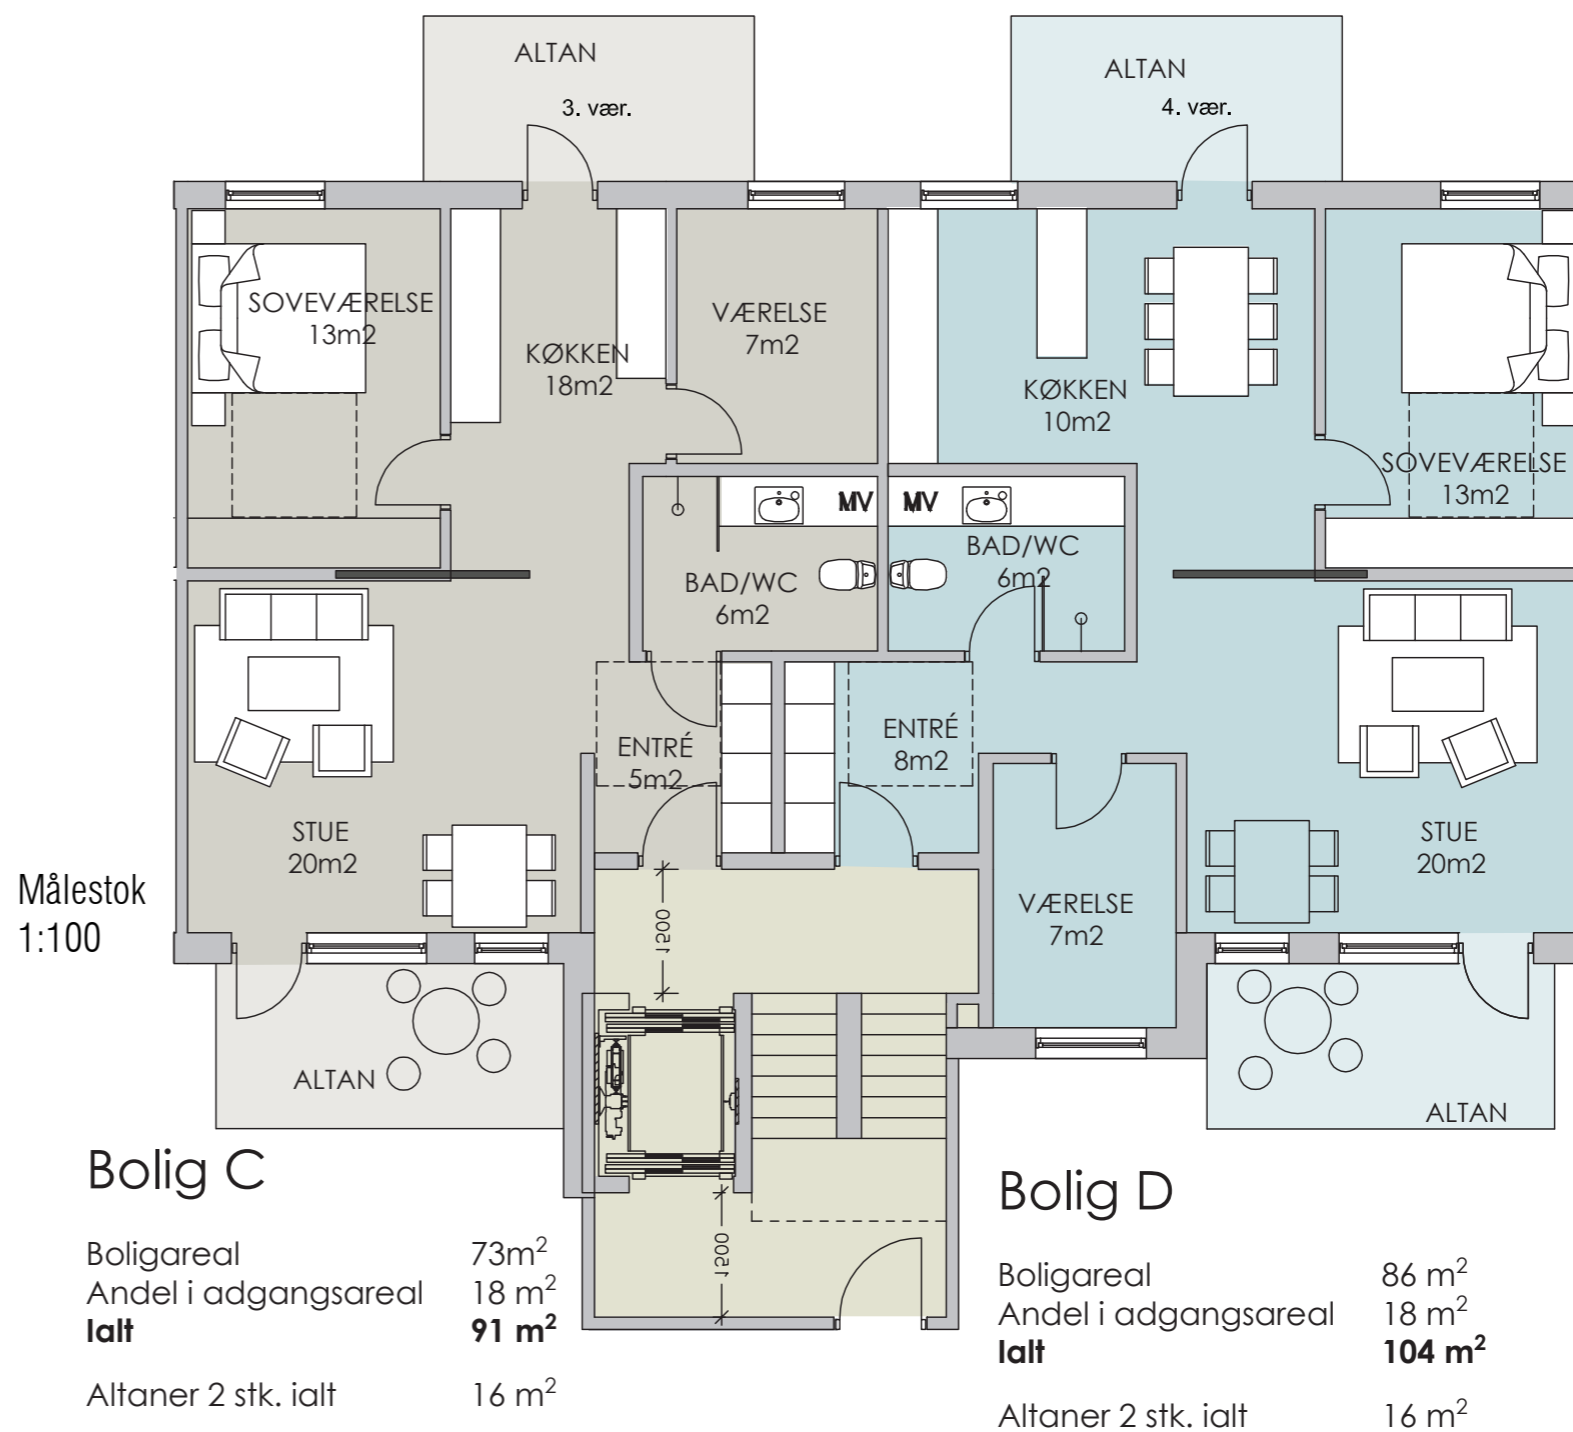 ALTAN
3. vær.
ALTAN
4. vær.
SOVEVÆRELSE
13m2
KØKKEN
18m2
VÆRELSE
7m2
KØKKEN
10m2
SOVEVÆRELSE
13m2
MV
MV
BAD/WC
6m2
BAD/WC
6m2
ENTRÉ
5m2
ENTRÉ
8m2
STUE
20m2
STUE
20m2
Målestok
1:100
VÆRELSE
7m2
1500
ALTAN
ALTAN
1500
Bolig C
Boligareal 73m²
Andel i adgangsareal 18 m²
Ialt 91 m²
Altaner 2 stk. ialt 16 m²
Bolig D
Boligareal 86 m²
Andel i adgangsareal 18 m²
Ialt 104 m²
Altaner 2 stk. ialt 16 m²